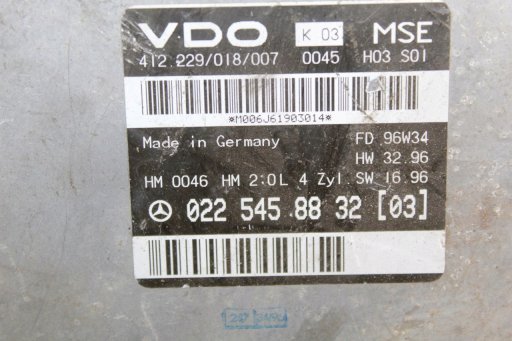 VDO K 03 MSE
412.229/018/007 0045 H03 S01
*M006J61903014*
Made in Germany FD 96W34
HW 32.96
HM 0046 HM 2:0L 4 Zyl. SW 16.96
022 545 88 32 [03]